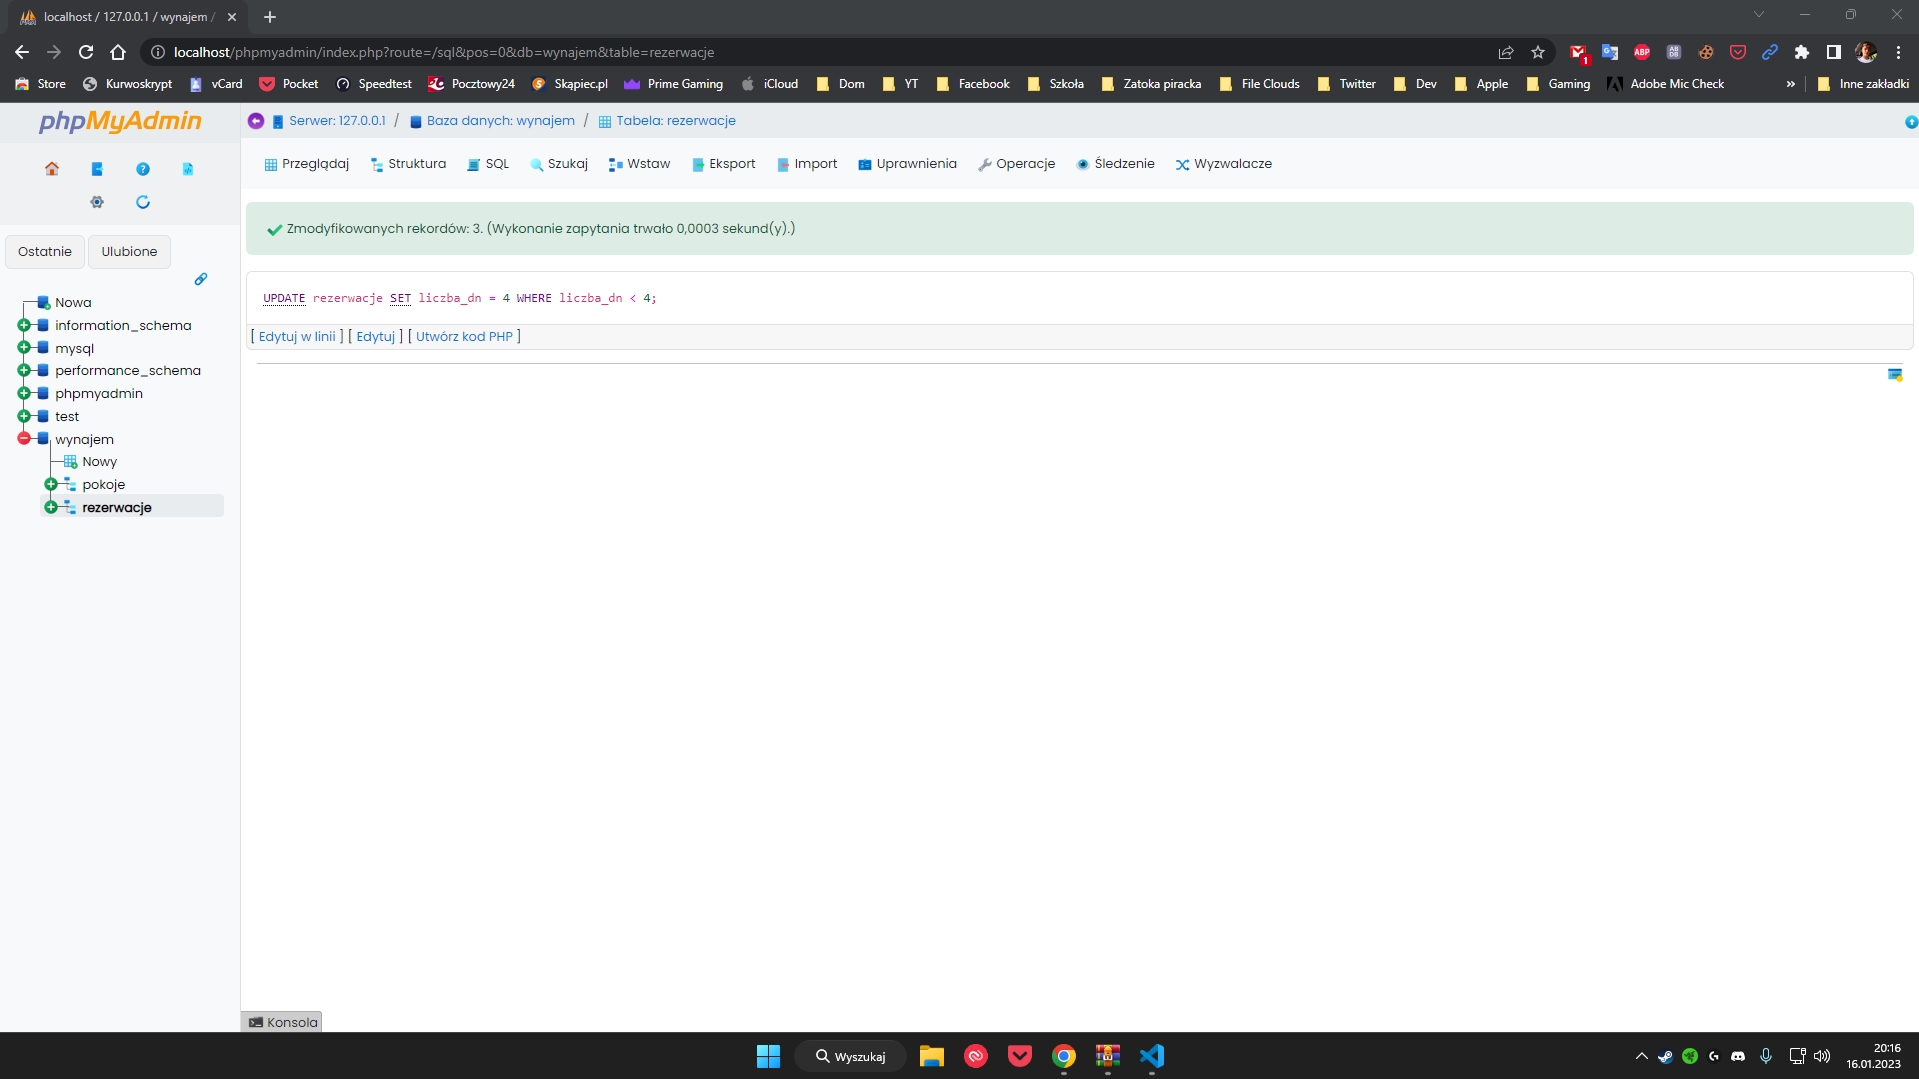 localhost / 127.0.0.1 / wynajem /
localhost/phpmyadmin/index.php?route=/sql&pos=0&db=wynajem&table=rezerwacje
Store Kurwoskrypt vCard Pocket Speedtest Pocztowy24 Skąpiec.pl Prime Gaming iCloud Dom YT Facebook Szkoła Zatoka piracka File Clouds Twitter Dev Apple Gaming Adobe Mic Check » Inne zakładki
phpMyAdmin
Serwer: 127.0.0.1 / Baza danych: wynajem / Tabela: rezerwacje
Przeglądaj Struktura SQL Szukaj Wstaw Eksport Import Uprawnienia Operacje Śledzenie Wyzwalacze
Zmodyfikowanych rekordów: 3. (Wykonanie zapytania trwało 0,0003 sekund(y).)
Ostatnie Ulubione
UPDATE rezerwacje SET liczba_dn = 4 WHERE liczba_dn < 4;
[ Edytuj w linii ] [ Edytuj ] [ Utwórz kod PHP ]
Nowa
information_schema
mysql
performance_schema
phpmyadmin
test
wynajem
Nowy
pokoje
rezerwacje
Konsola
Wyszukaj
20:16
16.01.2023